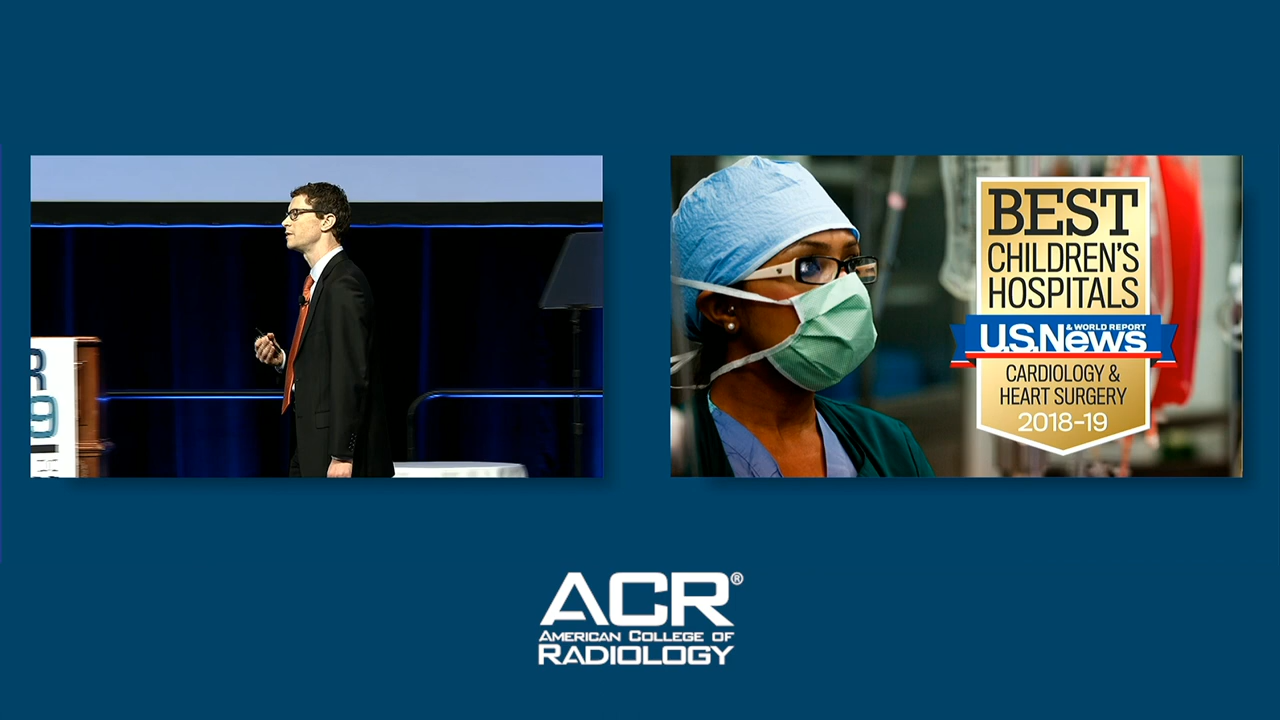 BEST
CHILDREN'S
HOSPITALS
U.S.News & WORLD REPORT
CARDIOLOGY &
HEART SURGERY
2018-19
ACR®
AMERICAN COLLEGE OF
RADIOLOGY